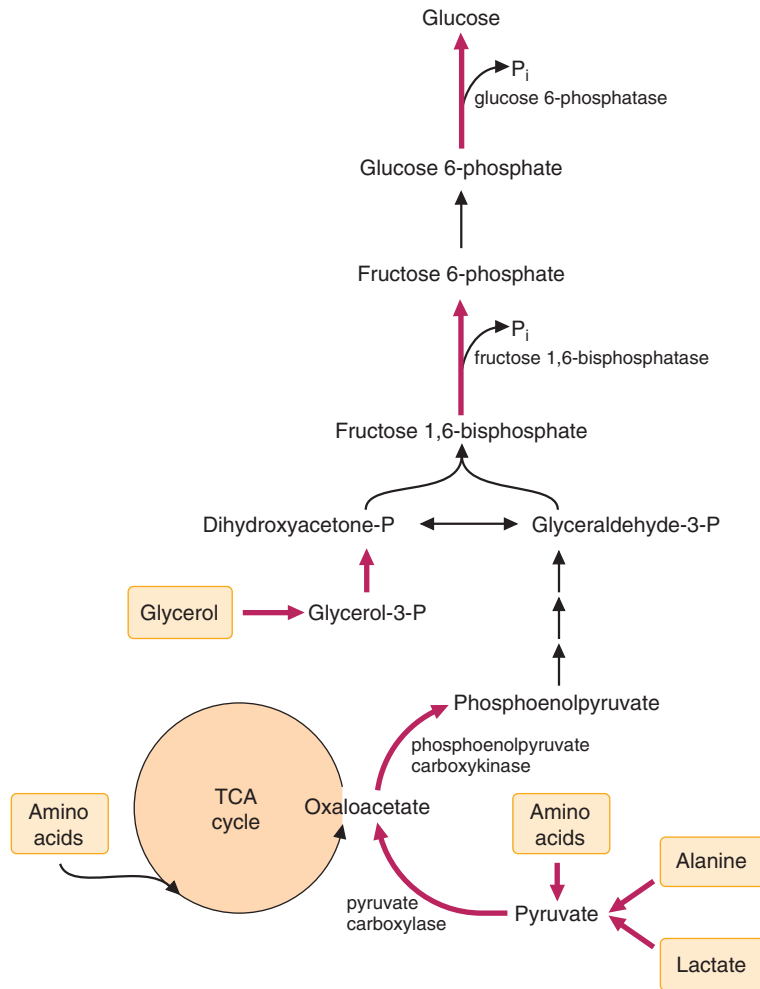 Glucose
Pi
glucose 6-phosphatase
Glucose 6-phosphate
Fructose 6-phosphate
Pi
fructose 1,6-bisphosphatase
Fructose 1,6-bisphosphate
Dihydroxyacetone-P
Glyceraldehyde-3-P
Glycerol
Glycerol-3-P
Phosphoenolpyruvate
phosphoenolpyruvate
carboxykinase
TCA
cycle
Oxaloacetate
Amino
acids
Amino
acids
Alanine
pyruvate
carboxylase
Pyruvate
Lactate